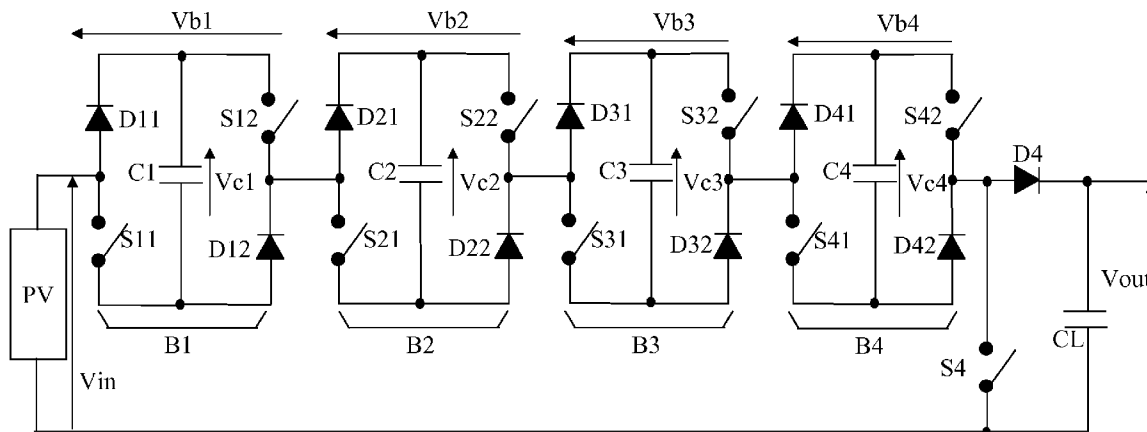 Vb1
Vb2
Vb3
Vb4
D11
S12
D21
S22
D31
S32
D41
S42
D4
C1
Vc1
C2
Vc2
C3
Vc3
C4
Vc4
S11
D12
S21
D22
S31
D32
S41
D42
PV
Vout
B1
B2
B3
B4
S4
CL
Vin